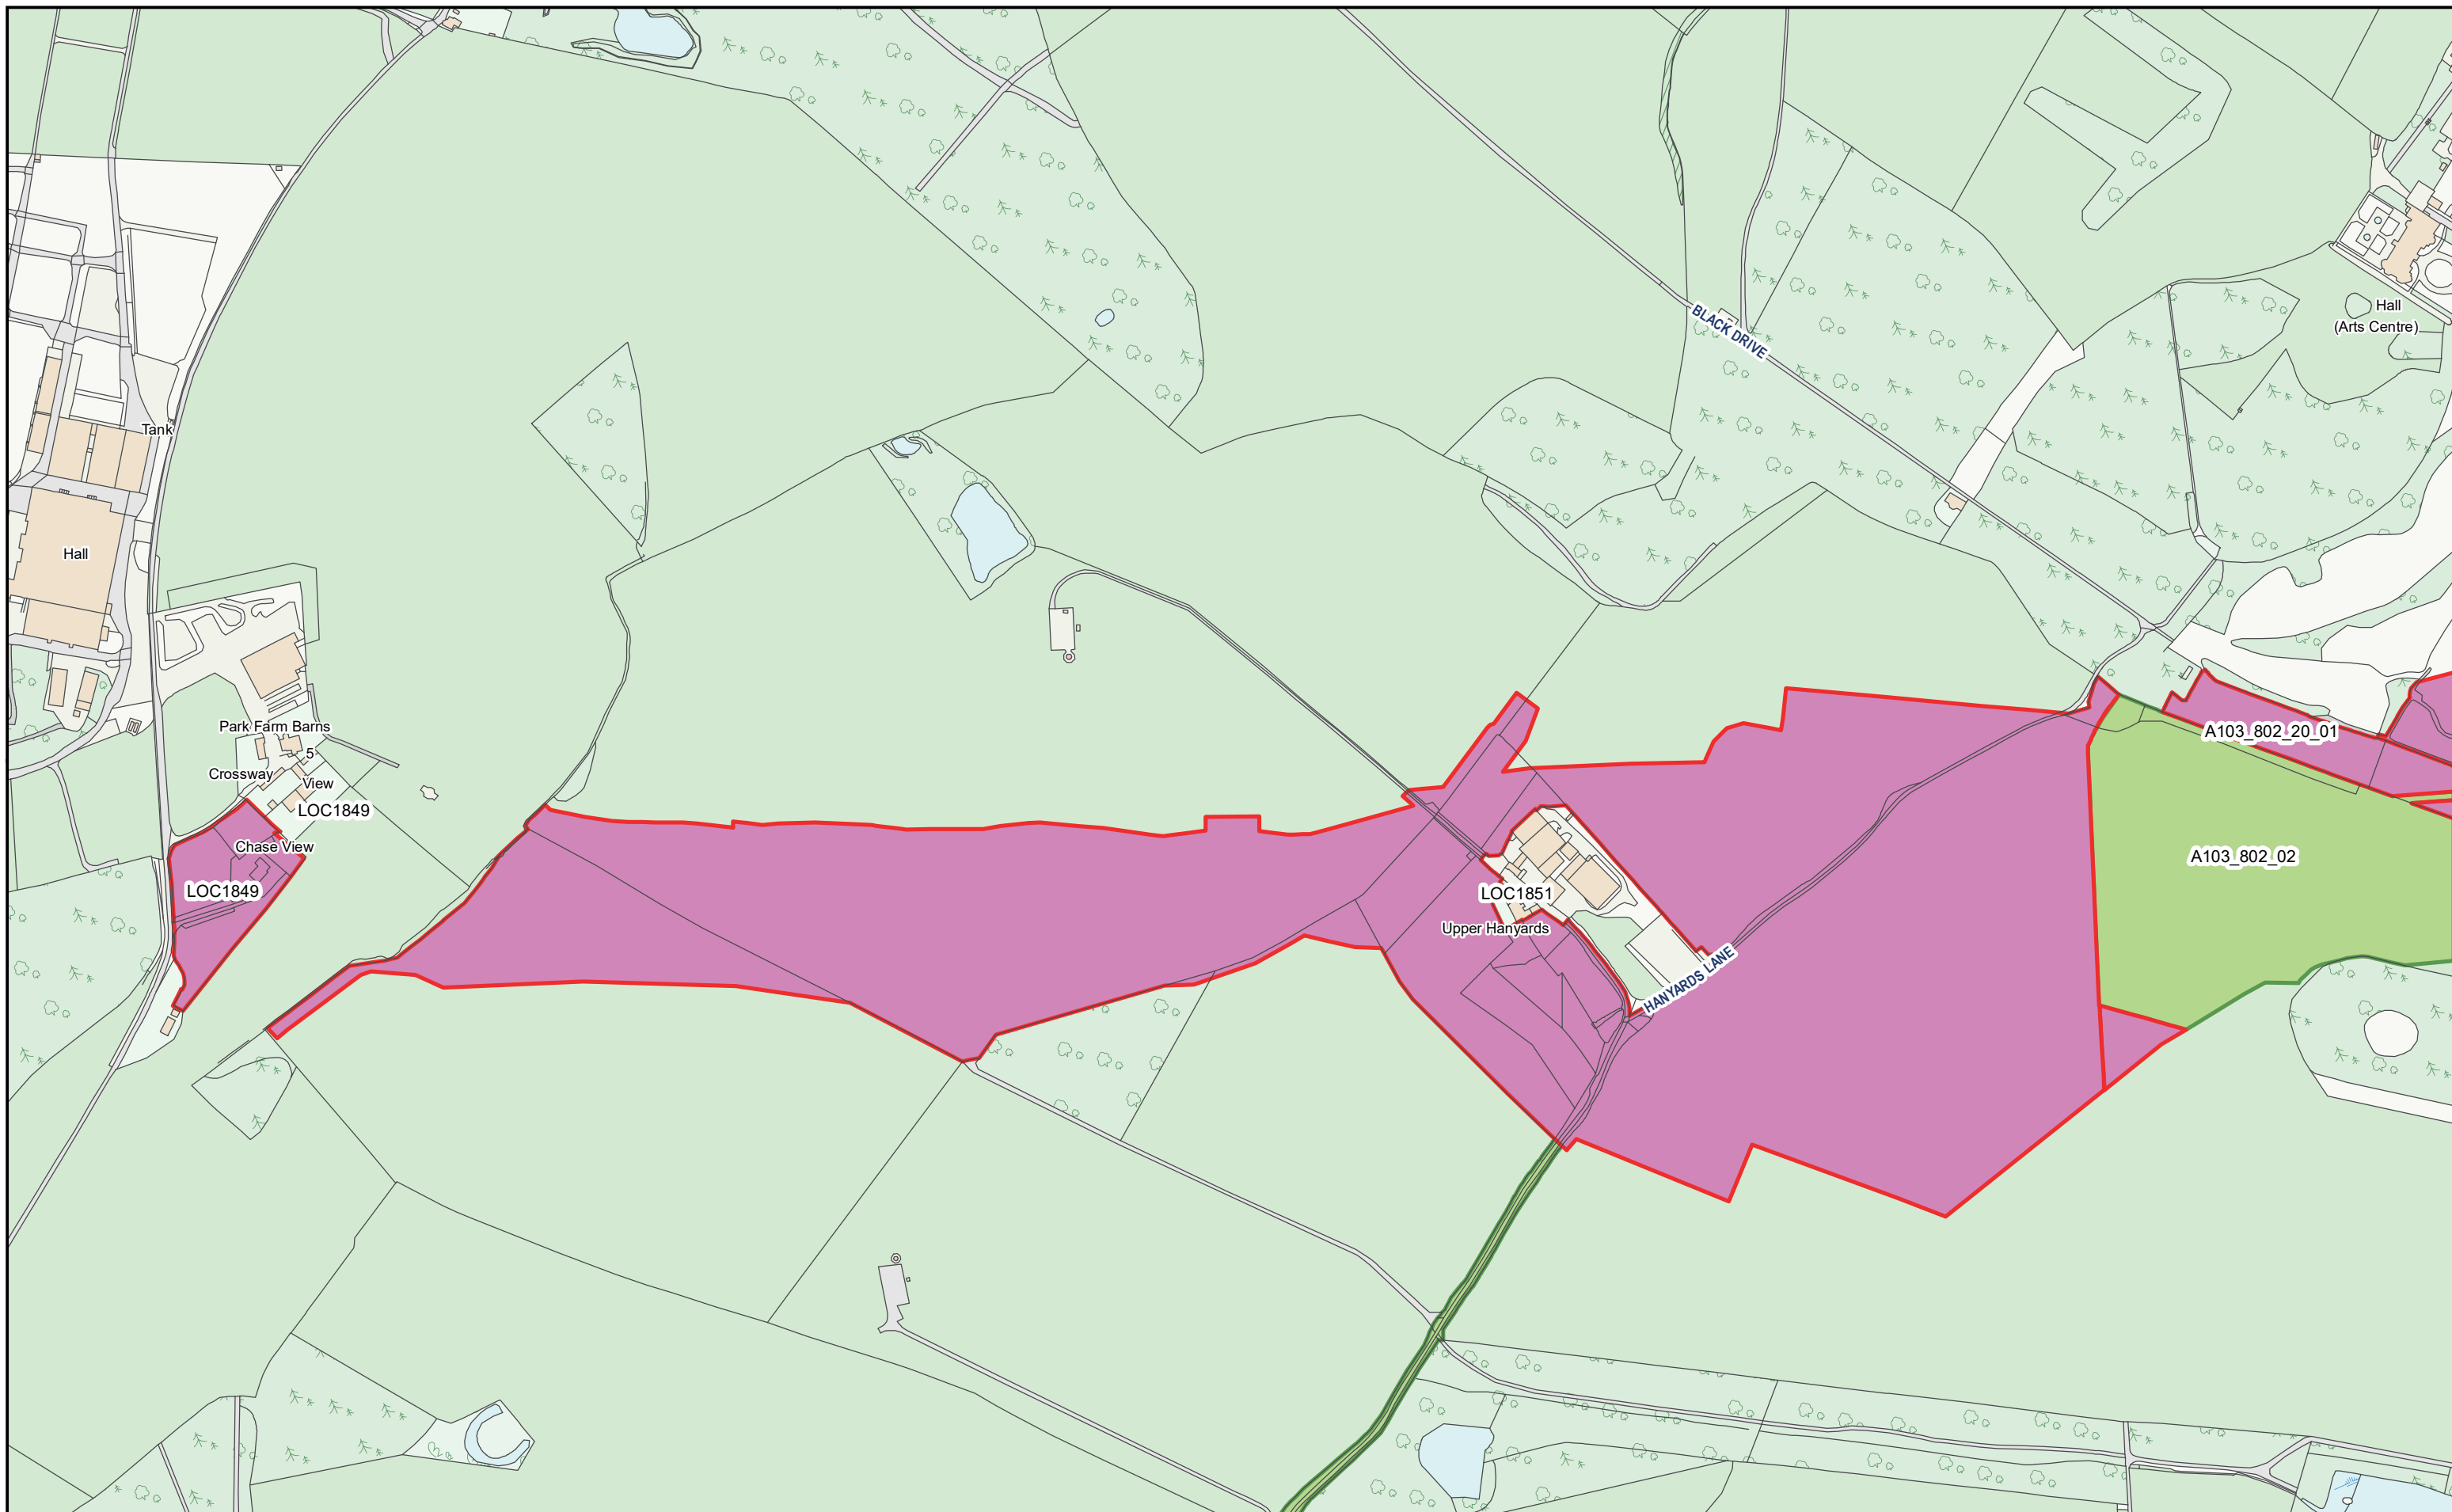 BLACK DRIVE
Hall
(Arts Centre)
Tank
Hall
Park Farm Barns
5
Crossway
View
LOC1849
Chase View
LOC1849
A103_802_20_01
A103_802_02
LOC1851
Upper Hanyards
HANYARDS LANE